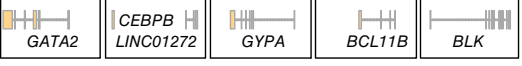 GATA2
CEBPB
LINC01272
GYPA
BCL11B
BLK